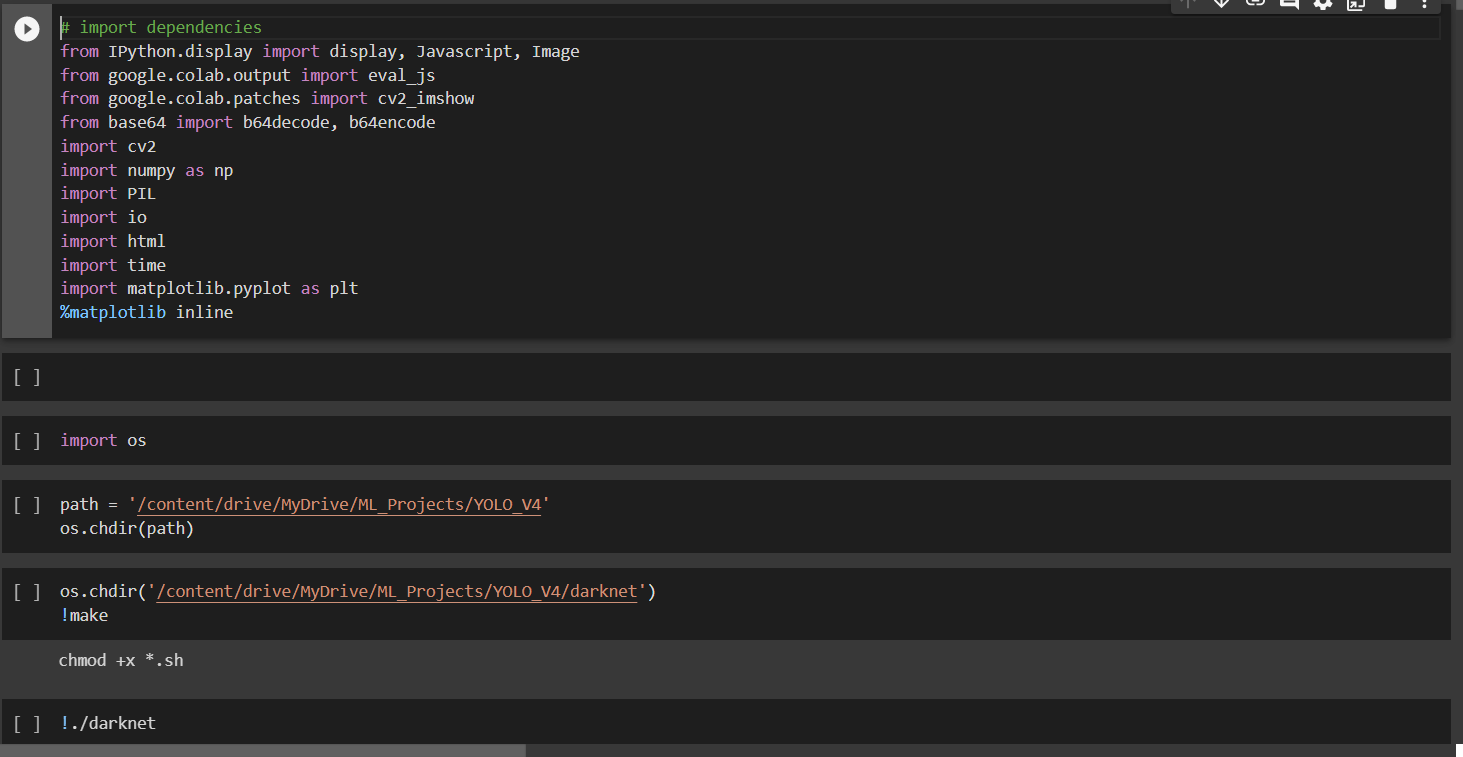 # import dependencies
from IPython.display import display, Javascript, Image
from google.colab.output import eval_js
from google.colab.patches import cv2_imshow
from base64 import b64decode, b64encode
import cv2
import numpy as np
import PIL
import io
import html
import time
import matplotlib.pyplot as plt
%matplotlib inline
[ ]
[ ] import os
[ ] path = '/content/drive/MyDrive/ML_Projects/YOLO_V4'
os.chdir(path)
[ ] os.chdir('/content/drive/MyDrive/ML_Projects/YOLO_V4/darknet')
!make
chmod +x *.sh
[ ] !./darknet